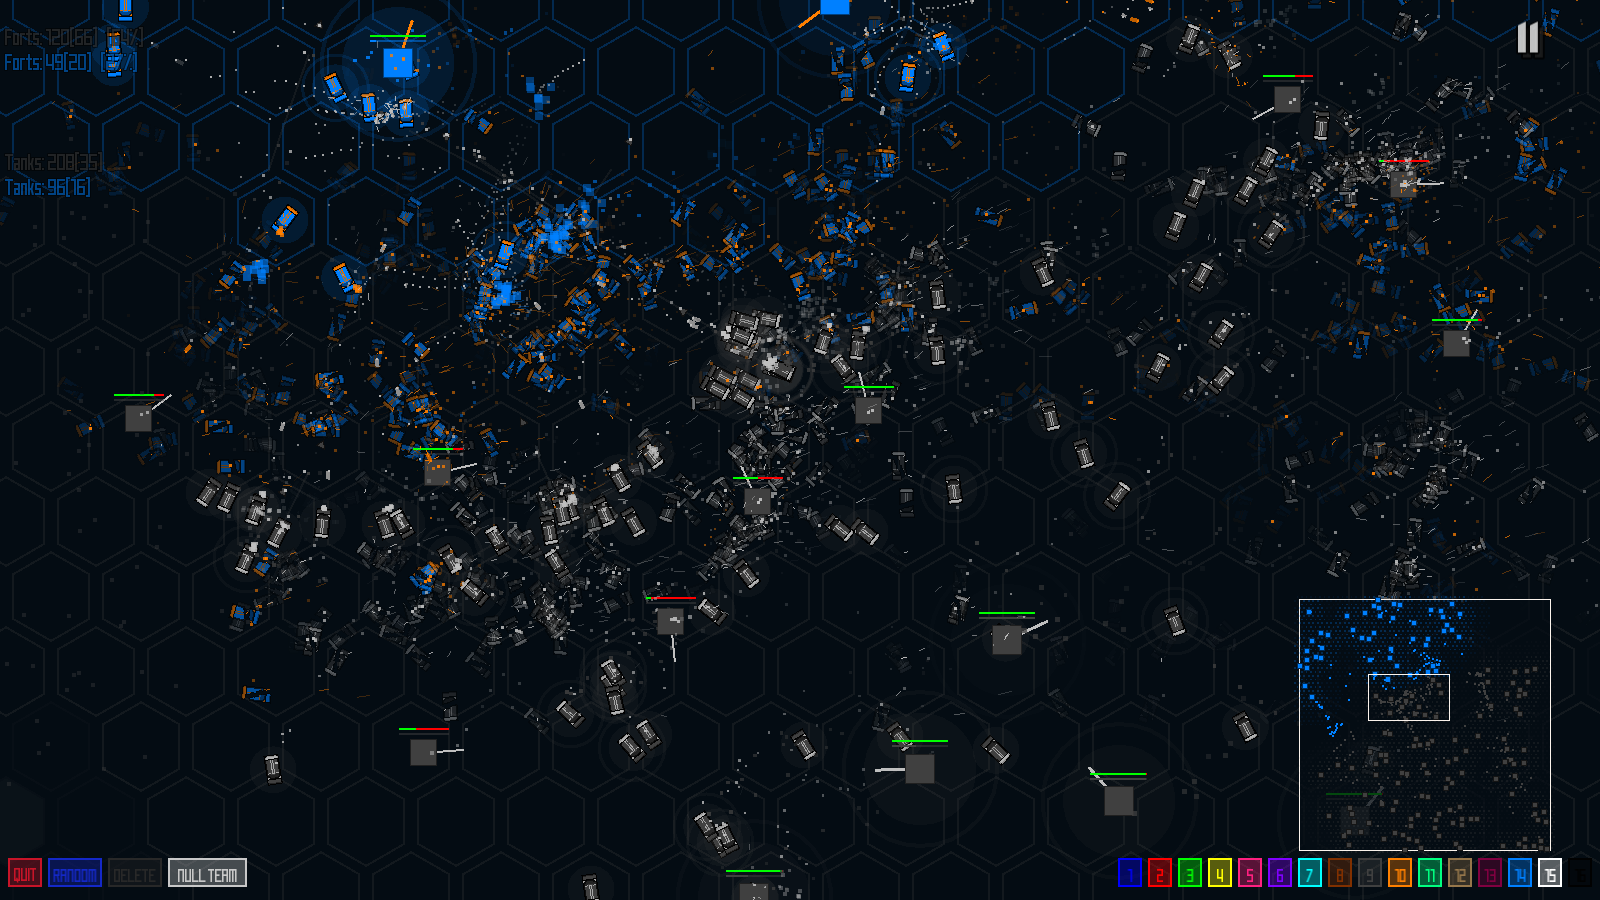 Forts: 120[66]
Forts: 49[20]
Tanks: 208[35]
Tanks: 96[16]
QUIT RANDOM DELETE NULL TEAM 1 2 3 4 5 6 7 8 9 10 11 12 13 14 15